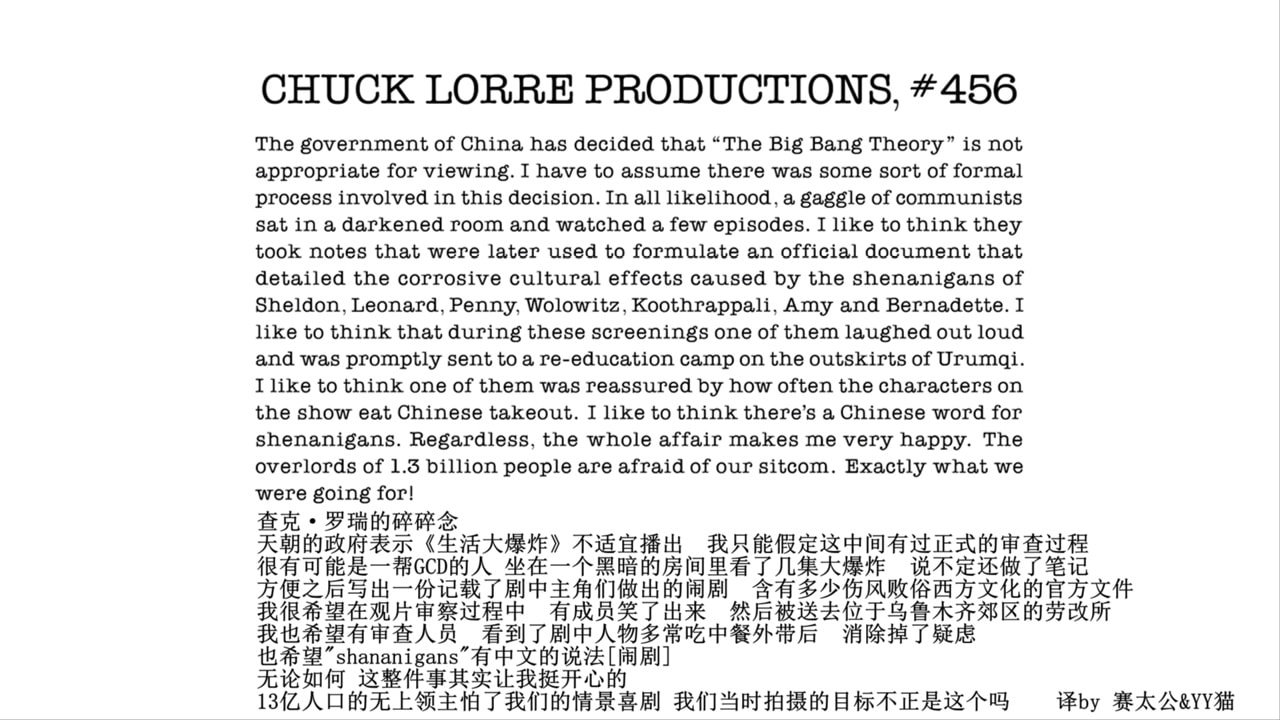 CHUCK LORRE PRODUCTIONS, #456
The government of China has decided that “The Big Bang Theory” is not
appropriate for viewing. I have to assume there was some sort of formal
process involved in this decision. In all likelihood, a gaggle of communists
sat in a darkened room and watched a few episodes. I like to think they
took notes that were later used to formulate an official document that
detailed the corrosive cultural effects caused by the shenanigans of
Sheldon, Leonard, Penny, Wolowitz, Koothrappali, Amy and Bernadette. I
like to think that during these screenings one of them laughed out loud
and was promptly sent to a re-education camp on the outskirts of Urumqi.
I like to think one of them was reassured by how often the characters on
the show eat Chinese takeout. I like to think there’s a Chinese word for
shenanigans. Regardless, the whole affair makes me very happy. The
overlords of 1.3 billion people are afraid of our sitcom. Exactly what we
were going for!
查克·罗瑞的碎碎念
天朝的政府表示《生活大爆炸》不适宜播出 我只能假定这中间有过正式的审查过程
很有可能是一帮GCD的人 坐在一个黑暗的房间里看了几集大爆炸 说不定还做了笔记
方便之后写出一份记载了剧中主角们做出的闹剧 含有多少伤风败俗西方文化的官方文件
我很希望在观片审察过程中 有成员笑了出来 然后被送去位于乌鲁木齐郊区的劳改所
我也希望有审查人员 看到了剧中人物多常吃中餐外带后 消除掉了疑虑
也希望"shananigans"有中文的说法[闹剧]
无论如何 这整件事其实让我挺开心的
13亿人口的无上领主怕了我们的情景喜剧 我们当时拍摄的目标不正是这个吗 译by 赛太公&YY猫